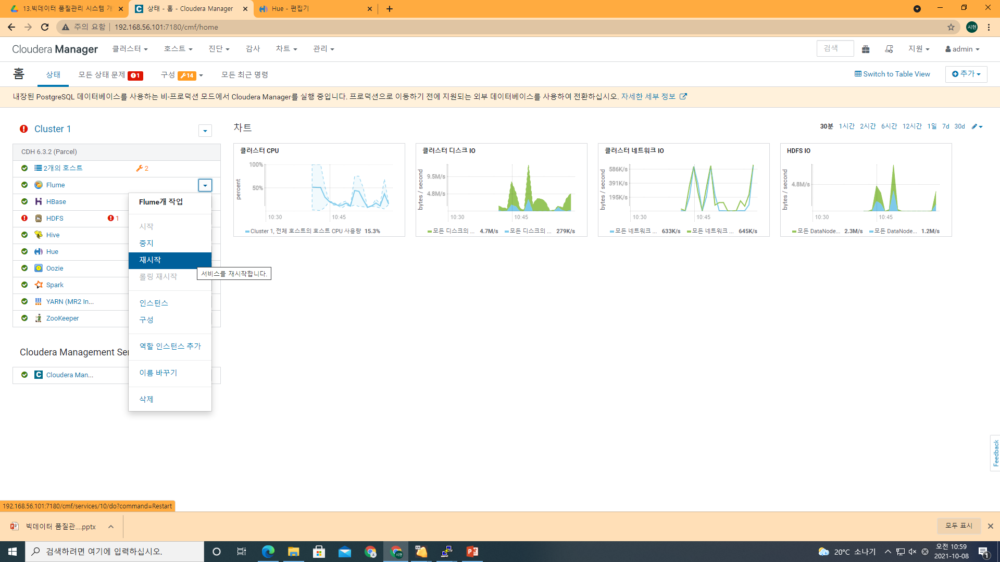 13.빅데이터 품질관리 시스템 개
상태 - 홈 - Cloudera Manager
Hue - 편집기
주의 요함
192.168.56.101:7180/cmf/home
시현
Cloudera Manager
클러스터
호스트
진단
감사
차트
관리
검색
지원
admin
홈
상태
모든 상태 문제
1
구성
14
모든 최근 명령
Switch to Table View
추가
내장된 PostgreSQL 데이터베이스를 사용하는 비-프로덕션 모드에서 Cloudera Manager를 실행 중입니다. 프로덕션으로 이동하기 전에 지원되는 외부 데이터베이스를 사용하여 전환하십시오. 자세한 세부 정보
Cluster 1
차트
30분 1시간 2시간 6시간 12시간 1일 7d 30d
CDH 6.3.2 (Parcel)
2개의 호스트
2
Flume
HBase
HDFS
1
Hive
Hue
Oozie
Spark
YARN (MR2 In...
ZooKeeper
Flume개 작업
시작
중지
재시작
롤링 재시작
서비스를 재시작합니다.
인스턴스
구성
역할 인스턴스 추가
이름 바꾸기
삭제
Cloudera Management Ser
Cloudera Man...
클러스터 CPU
percent
100%
50%
10:30
10:45
Cluster 1, 전체 호스트의 호스트 CPU 사용량 15.3%
클러스터 디스크 IO
bytes / second
9.5M/s
4.8M/s
10:30
10:45
모든 디스크의 ... 4.7M/s
모든 디스크의 ... 279K/s
클러스터 네트워크 IO
bytes / second
586K/s
391K/s
195K/s
10:30
10:45
모든 네트워크 ... 633K/s
모든 네트워크 ... 645K/s
HDFS IO
bytes / second
4.8M/s
10:30
10:45
모든 DataNode... 2.3M/s
모든 DataNode... 1.2M/s
Feedback
192.168.56.101:7180/cmf/services/10/do?command=Restart
빅데이터 품질관....pptx
모두 표시
검색하려면 여기에 입력하십시오.
시현
20°C 소나기
오전 10:59
2021-10-08
1